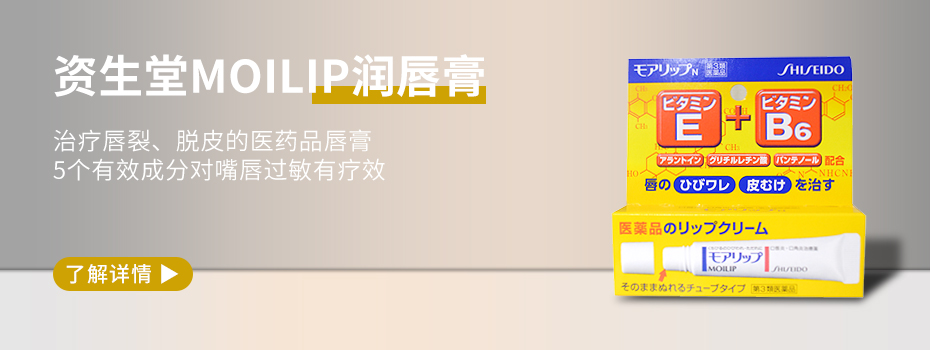 资生堂MOILIP润唇膏
治疗唇裂、脱皮的医药品唇膏
5个有效成分对嘴唇过敏有疗效
了解详情 ▶
モアリップN 第3類医薬品 SHISEIDO
ビタミンE + ビタミンB6
アラントイン グリチルレチン酸 パンテノール 配合
唇の ひびワレ 皮むけ を治す
医薬品のリップクリーム
モアリップ
MOILIP SHISEIDO
そのままぬれるチューブタイプ 第3類医薬品